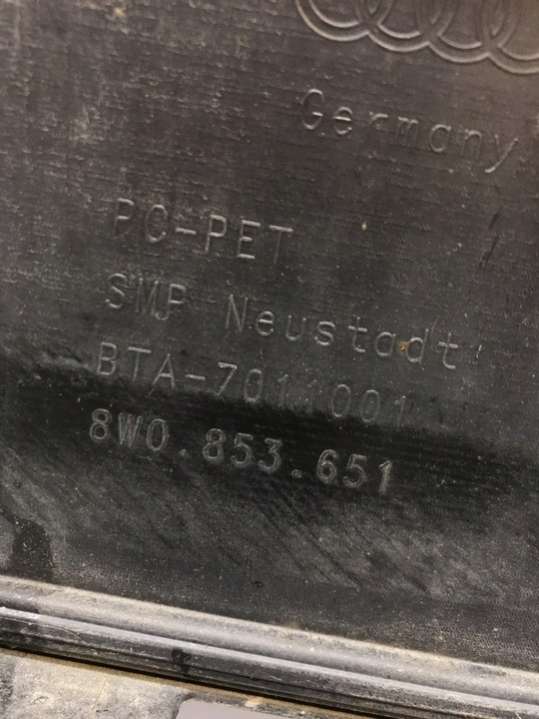 Germany
PC-PET
SMP Neustadt
BTA-7011001
8W0.853.651